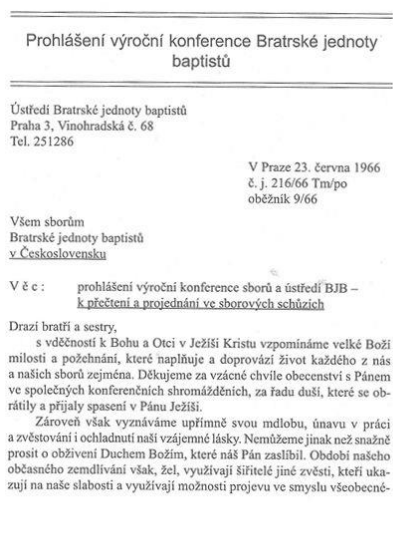 Prohlášení výroční konference Bratrské jednoty
baptistů
Ústředí Bratrské jednoty baptistů
Praha 3, Vinohradská č. 68
Tel. 251286
V Praze 23. června 1966
č. j. 216/66 Tm/po
oběžník 9/66
Všem sborům
Bratrské jednoty baptistů
v Československu
V ě c : prohlášení výroční konference sborů a ústředí BJB –
k přečtení a projednání ve sborových schůzích
Drazí bratří a sestry,
s vděčností k Bohu a Otci v Ježíši Kristu vzpomínáme velké Boží
milosti a požehnání, které naplňuje a doprovází život každého z nás
a našich sborů zejména. Děkujeme za vzácné chvíle obecenství s Pánem
ve společných konferenčních shromážděních, za řadu duší, které se ob-
rátily a přijaly spasení v Pánu Ježíši.
Zároveň však vyznáváme upřímně svou mdlobu, únavu v práci
a zvěstování i ochladnutí naší vzájemné lásky. Nemůžeme jinak než snažně
prosit o obživení Duchem Božím, které náš Pán zaslíbil. Období našeho
občasného zemdlívání však, žel, využívají šiřitelé jiné zvěsti, kteří uka-
zují na naše slabosti a využívají možnosti projevu ve smyslu všeobecné-